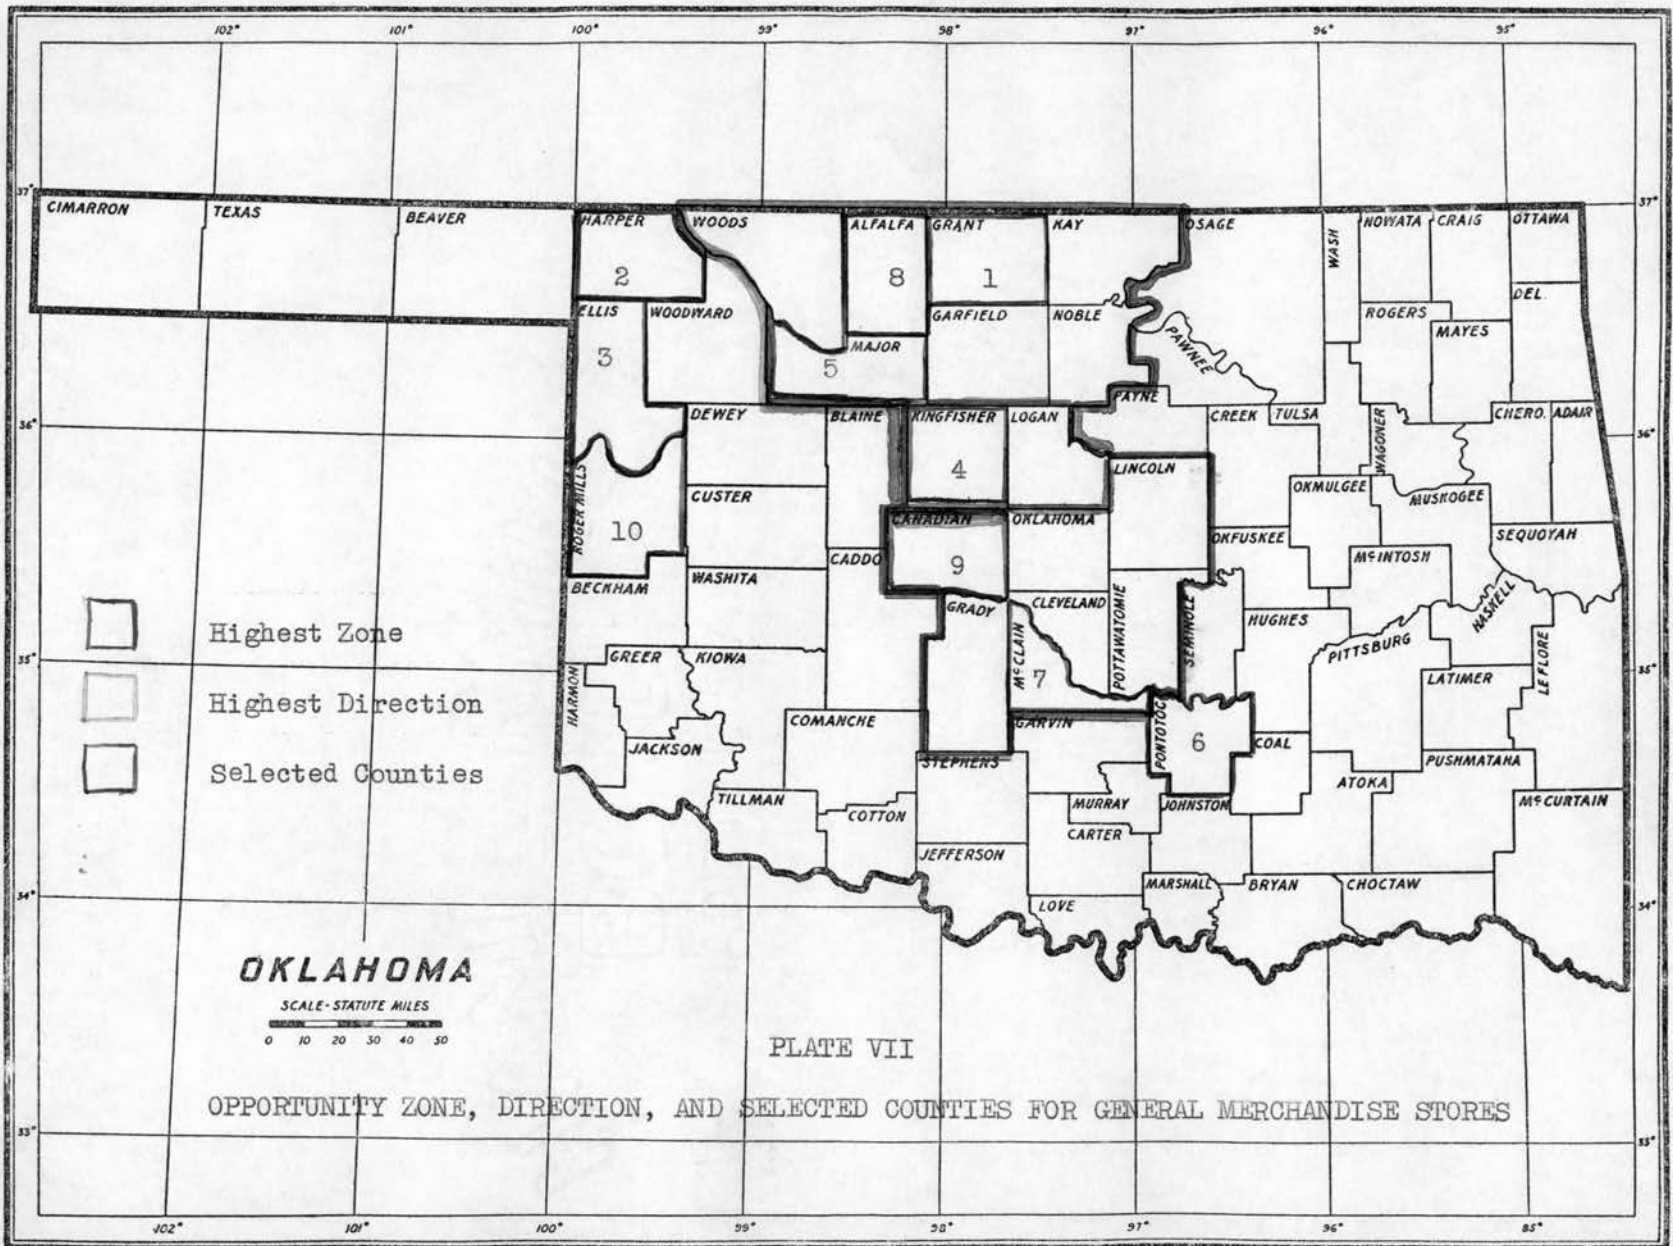 102° 101° 100° 99° 98° 97° 96° 95°
37° 37°
CIMARRON TEXAS BEAVER HARPER WOODS ALFALFA GRANT KAY OSAGE WASH NOWATA CRAIG OTTAWA
2 8 1
DEL.
ELLIS WOODWARD GARFIELD NOBLE ROGERS
MAYES
PAWNEE
MAJOR
3 5
PAYNE
DEWEY BLAINE KINGFISHER LOGAN CREEK TULSA WAGONER CHERO. ADAIR
36° 36°
4
LINCOLN
ROGER MILLS
CUSTER OKMULGEE MUSKOGEE
CANADIAN OKLAHOMA
10
OKFUSKEE SEQUOYAH
CADDO McINTOSH
9
WASHITA
BECKHAM
GRADY CLEVELAND POTTAWATOMIE SEMINOLE HUGHES HASKELL
Highest Zone
PITTSBURG
GREER KIOWA McCLAIN LE FLORE
35° 35°
7
LATIMER
HARMON
Highest Direction
COMANCHE GARVIN PONTOTOC
6
COAL
JACKSON
STEPHENS PUSHMATAHA
Selected Counties
ATOKA
TILLMAN MURRAY JOHNSTON McCURTAIN
COTTON
CARTER
JEFFERSON
MARSHALL BRYAN CHOCTAW
34° 34°
LOVE
OKLAHOMA
SCALE-STATUTE MILES
0 10 20 30 40 50
PLATE VII
OPPORTUNITY ZONE, DIRECTION, AND SELECTED COUNTIES FOR GENERAL MERCHANDISE STORES
33° 33°
102° 101° 100° 99° 98° 97° 96° 95°